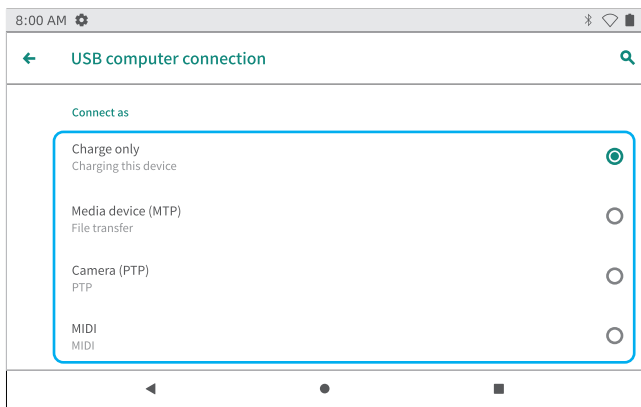 8:00 AM
USB computer connection
Connect as
Charge only
Charging this device
Media device (MTP)
File transfer
Camera (PTP)
PTP
MIDI
MIDI